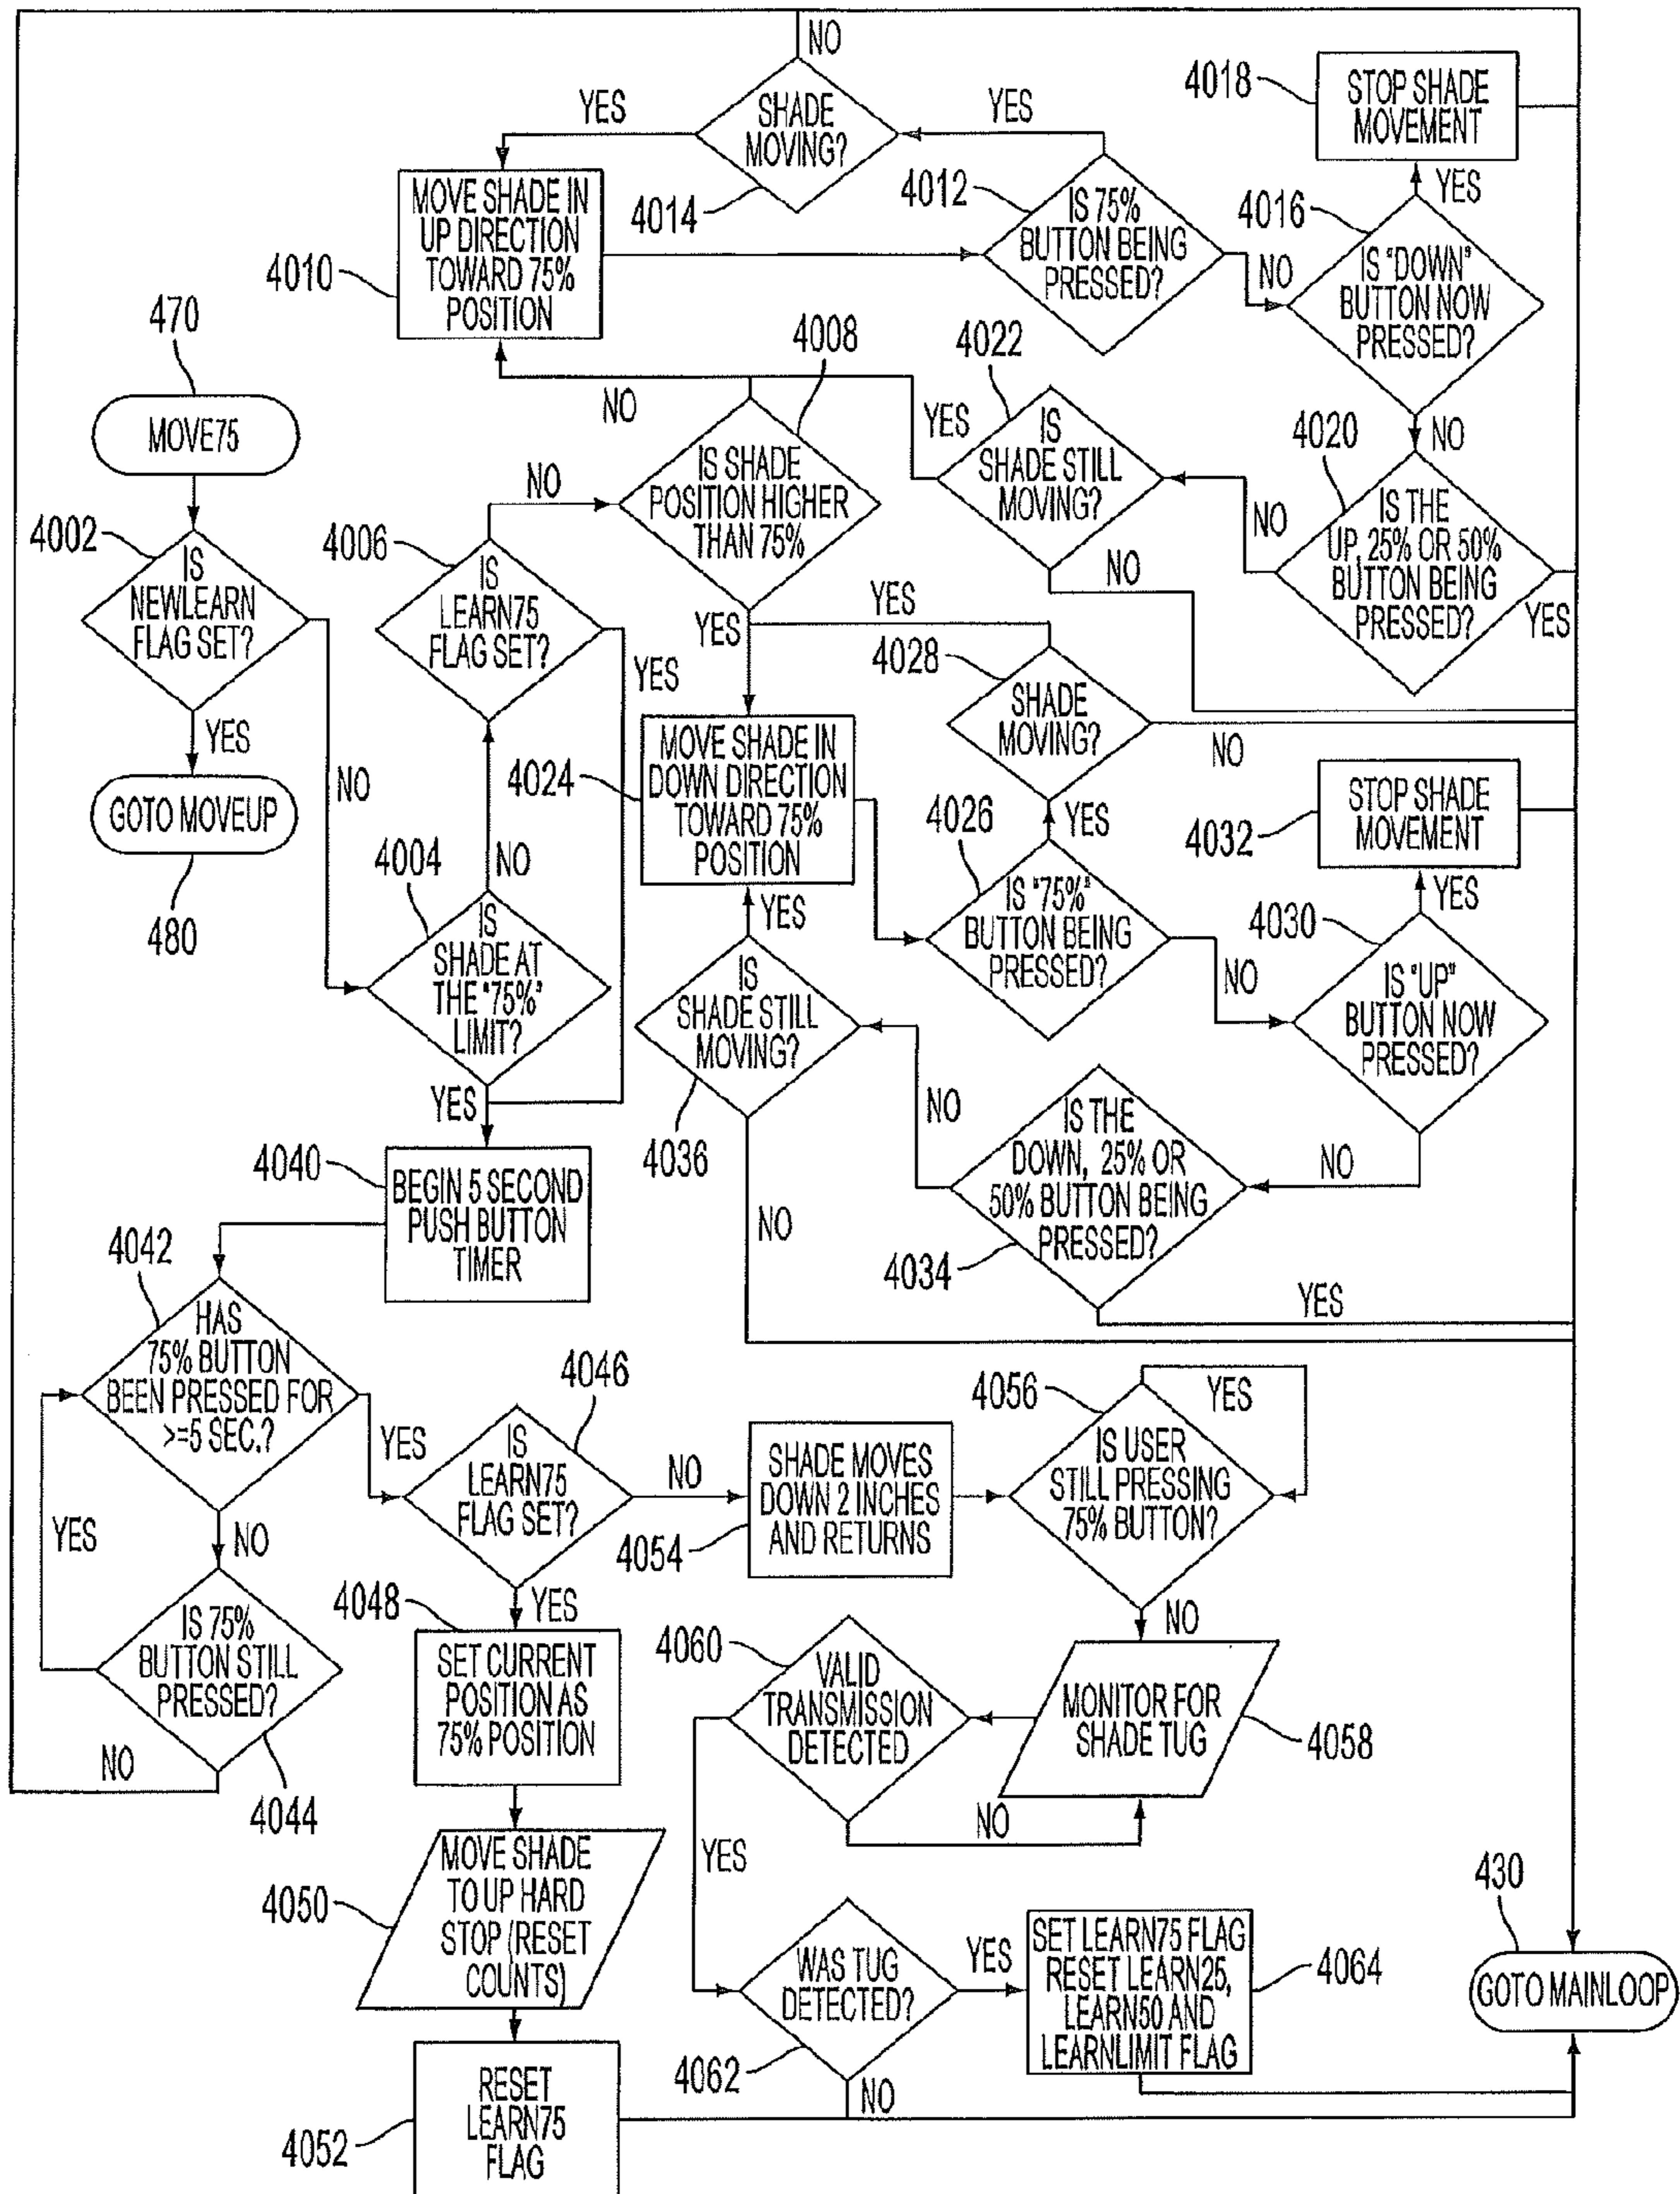 NO
4018
STOP SHADE
MOVEMENT
YES
SHADE
MOVING?
YES
4014
4012
IS 75%
BUTTON BEING
PRESSED?
YES
4016
IS "DOWN"
BUTTON NOW
PRESSED?
NO
MOVE SHADE IN
UP DIRECTION
TOWARD 75%
POSITION
4010
470
MOVE75
4008
NO
4022
YES
NO
4020
4002
IS
NEWLEARN
FLAG SET?
4006
IS
LEARN75
FLAG SET?
NO
IS SHADE
POSITION HIGHER
THAN 75%
IS
SHADE STILL
MOVING?
NO
NO
IS THE
UP, 25% OR 50%
BUTTON BEING
PRESSED?
YES
YES
YES
4028
YES
YES
GOTO MOVEUP
480
NO
4004
NO
4024
MOVE SHADE IN
DOWN DIRECTION
TOWARD 75%
POSITION
SHADE
MOVING?
NO
4026
YES
4032
STOP SHADE
MOVEMENT
YES
IS
SHADE AT
THE "75%"
LIMIT?
YES
YES
IS
SHADE STILL
MOVING?
IS "75%"
BUTTON BEING
PRESSED?
NO
4030
IS "UP"
BUTTON NOW
PRESSED?
4036
NO
NO
IS THE
DOWN, 25% OR
50% BUTTON BEING
PRESSED?
4034
NO
YES
4040
BEGIN 5 SECOND
PUSH BUTTON
TIMER
4042
HAS
75% BUTTON
BEEN PRESSED FOR
>=5 SEC.?
YES
4046
IS
LEARN75
FLAG SET?
NO
SHADE MOVES
DOWN 2 INCHES
AND RETURNS
4054
4056
YES
IS USER
STILL PRESSING
75% BUTTON?
YES
NO
IS 75%
BUTTON STILL
PRESSED?
NO
4044
4048
YES
SET CURRENT
POSITION AS
75% POSITION
4060
VALID
TRANSMISSION
DETECTED
NO
MONITOR FOR
SHADE TUG
4058
NO
YES
4050
MOVE SHADE
TO UP HARD
STOP (RESET
COUNTS)
WAS TUG
DETECTED?
4062
YES
SET LEARN75 FLAG
RESET LEARN25,
LEARN50 AND
LEARNLIMIT FLAG
4064
430
GOTO MAINLOOP
NO
4052
RESET
LEARN75
FLAG